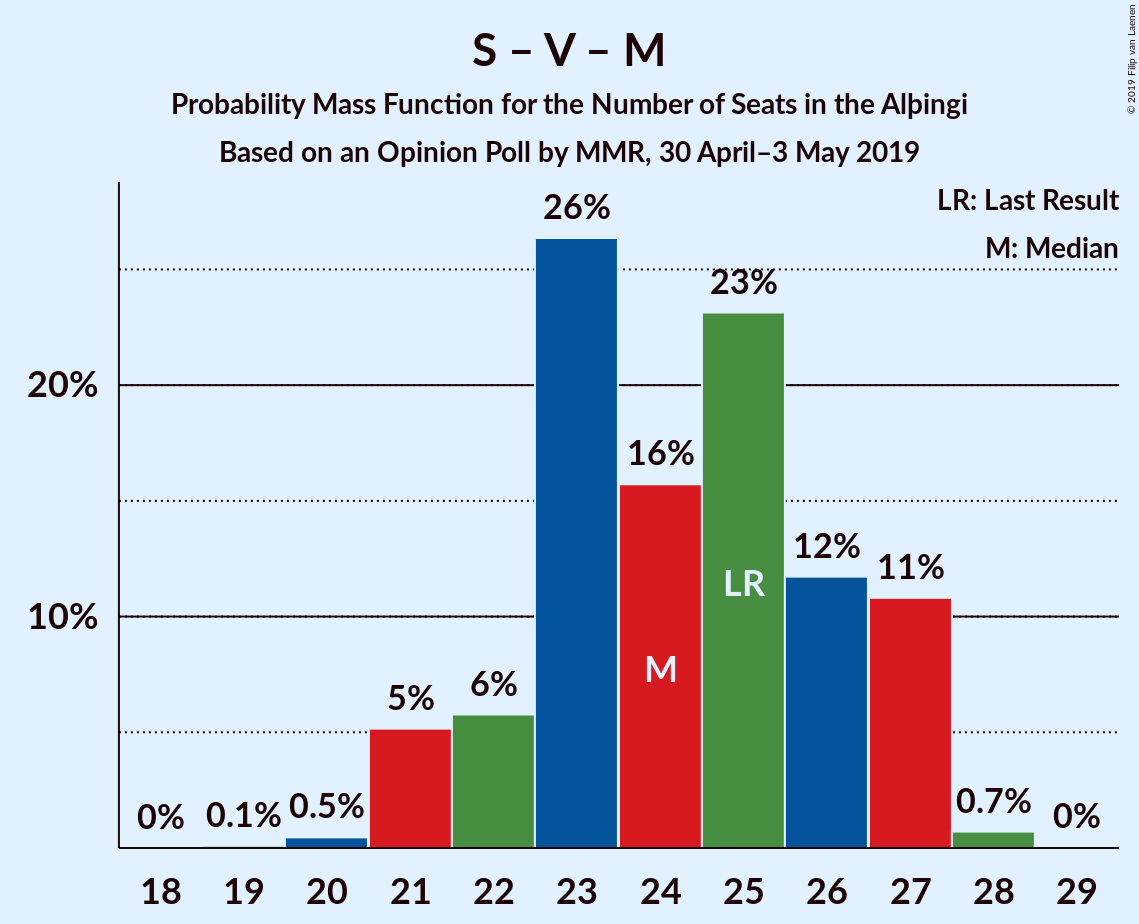 S – V – M
Probability Mass Function for the Number of Seats in the Alþingi
Based on an Opinion Poll by MMR, 30 April–3 May 2019
© 2019 Filip van Laenen
LR: Last Result
M: Median
26%
23%
20%
16%
12%
11%
LR
10%
M
6%
5%
0%
0.1%
0.5%
0.7%
0%
18 19 20 21 22 23 24 25 26 27 28 29